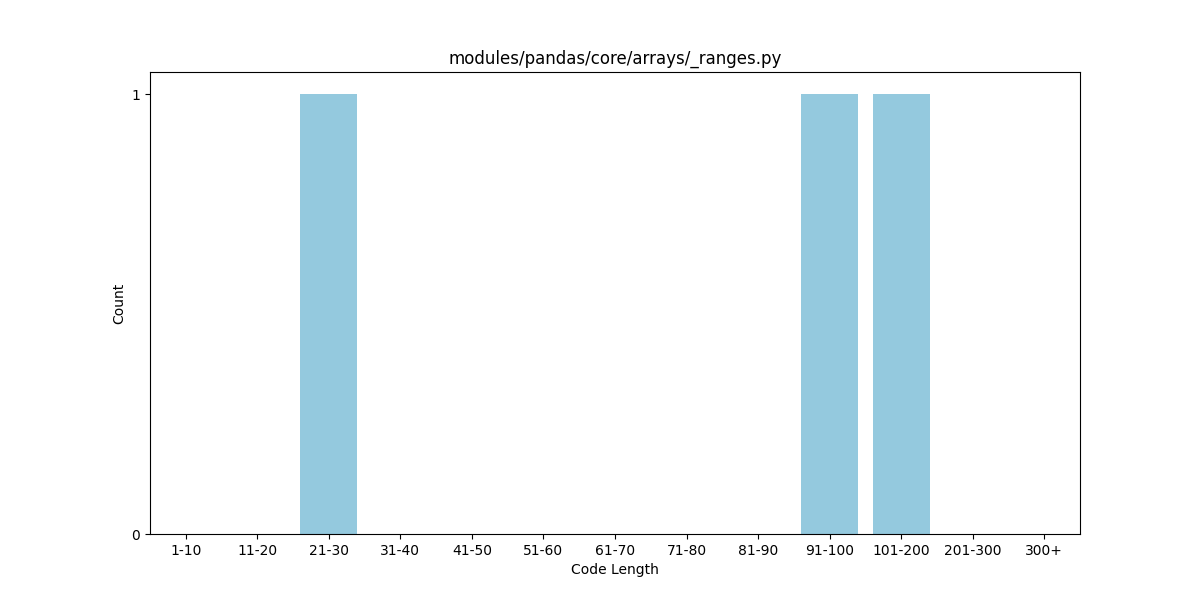 modules/pandas/core/arrays/_ranges.py
1
Count
0
1-10 11-20 21-30 31-40 41-50 51-60 61-70 71-80 81-90 91-100 101-200 201-300 300+
Code Length